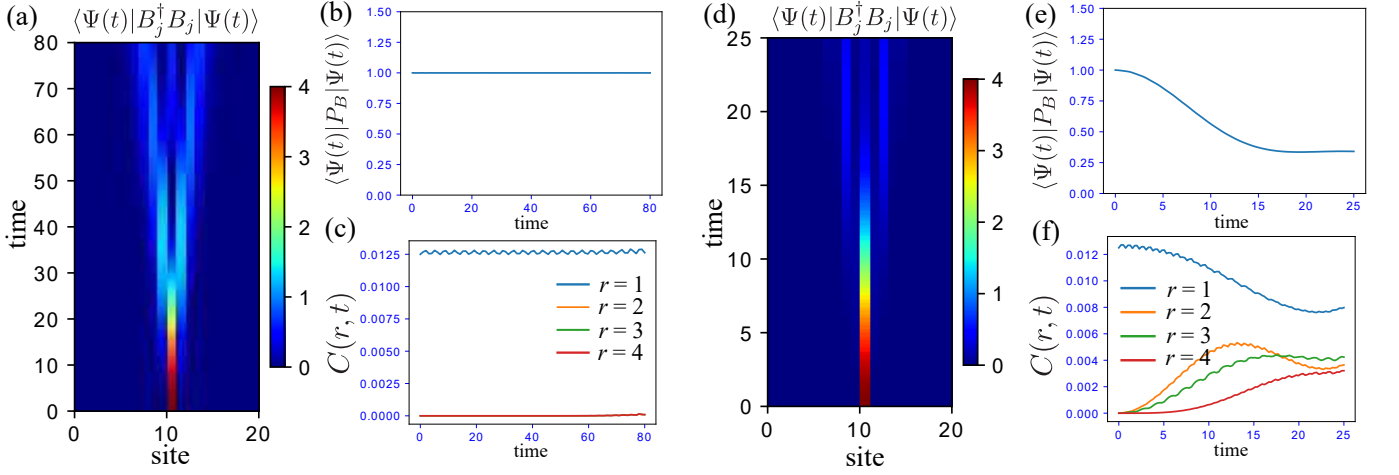 (a)
⟨Ψ(t)|B_j^†B_j|Ψ(t)⟩
80
70
60
50
40
30
20
10
0
time
0
10
20
site
4
3
2
1
0
(b)
⟨Ψ(t)|P_B|Ψ(t)⟩
1.50
1.25
1.00
0.75
0.50
0.25
0.00
0
20
40
60
80
time
(c)
C(r, t)
0.0125
0.0100
0.0075
0.0050
0.0025
0.0000
r = 1
r = 2
r = 3
r = 4
0
20
40
60
80
time
(d)
⟨Ψ(t)|B_j^†B_j|Ψ(t)⟩
25
20
15
10
5
0
time
0
10
20
site
4
3
2
1
0
(e)
⟨Ψ(t)|P_B|Ψ(t)⟩
1.50
1.25
1.00
0.75
0.50
0.25
0.00
0
5
10
15
20
25
time
(f)
C(r, t)
0.012
0.010
0.008
0.006
0.004
0.002
0.000
r = 1
r = 2
r = 3
r = 4
0
5
10
15
20
25
time